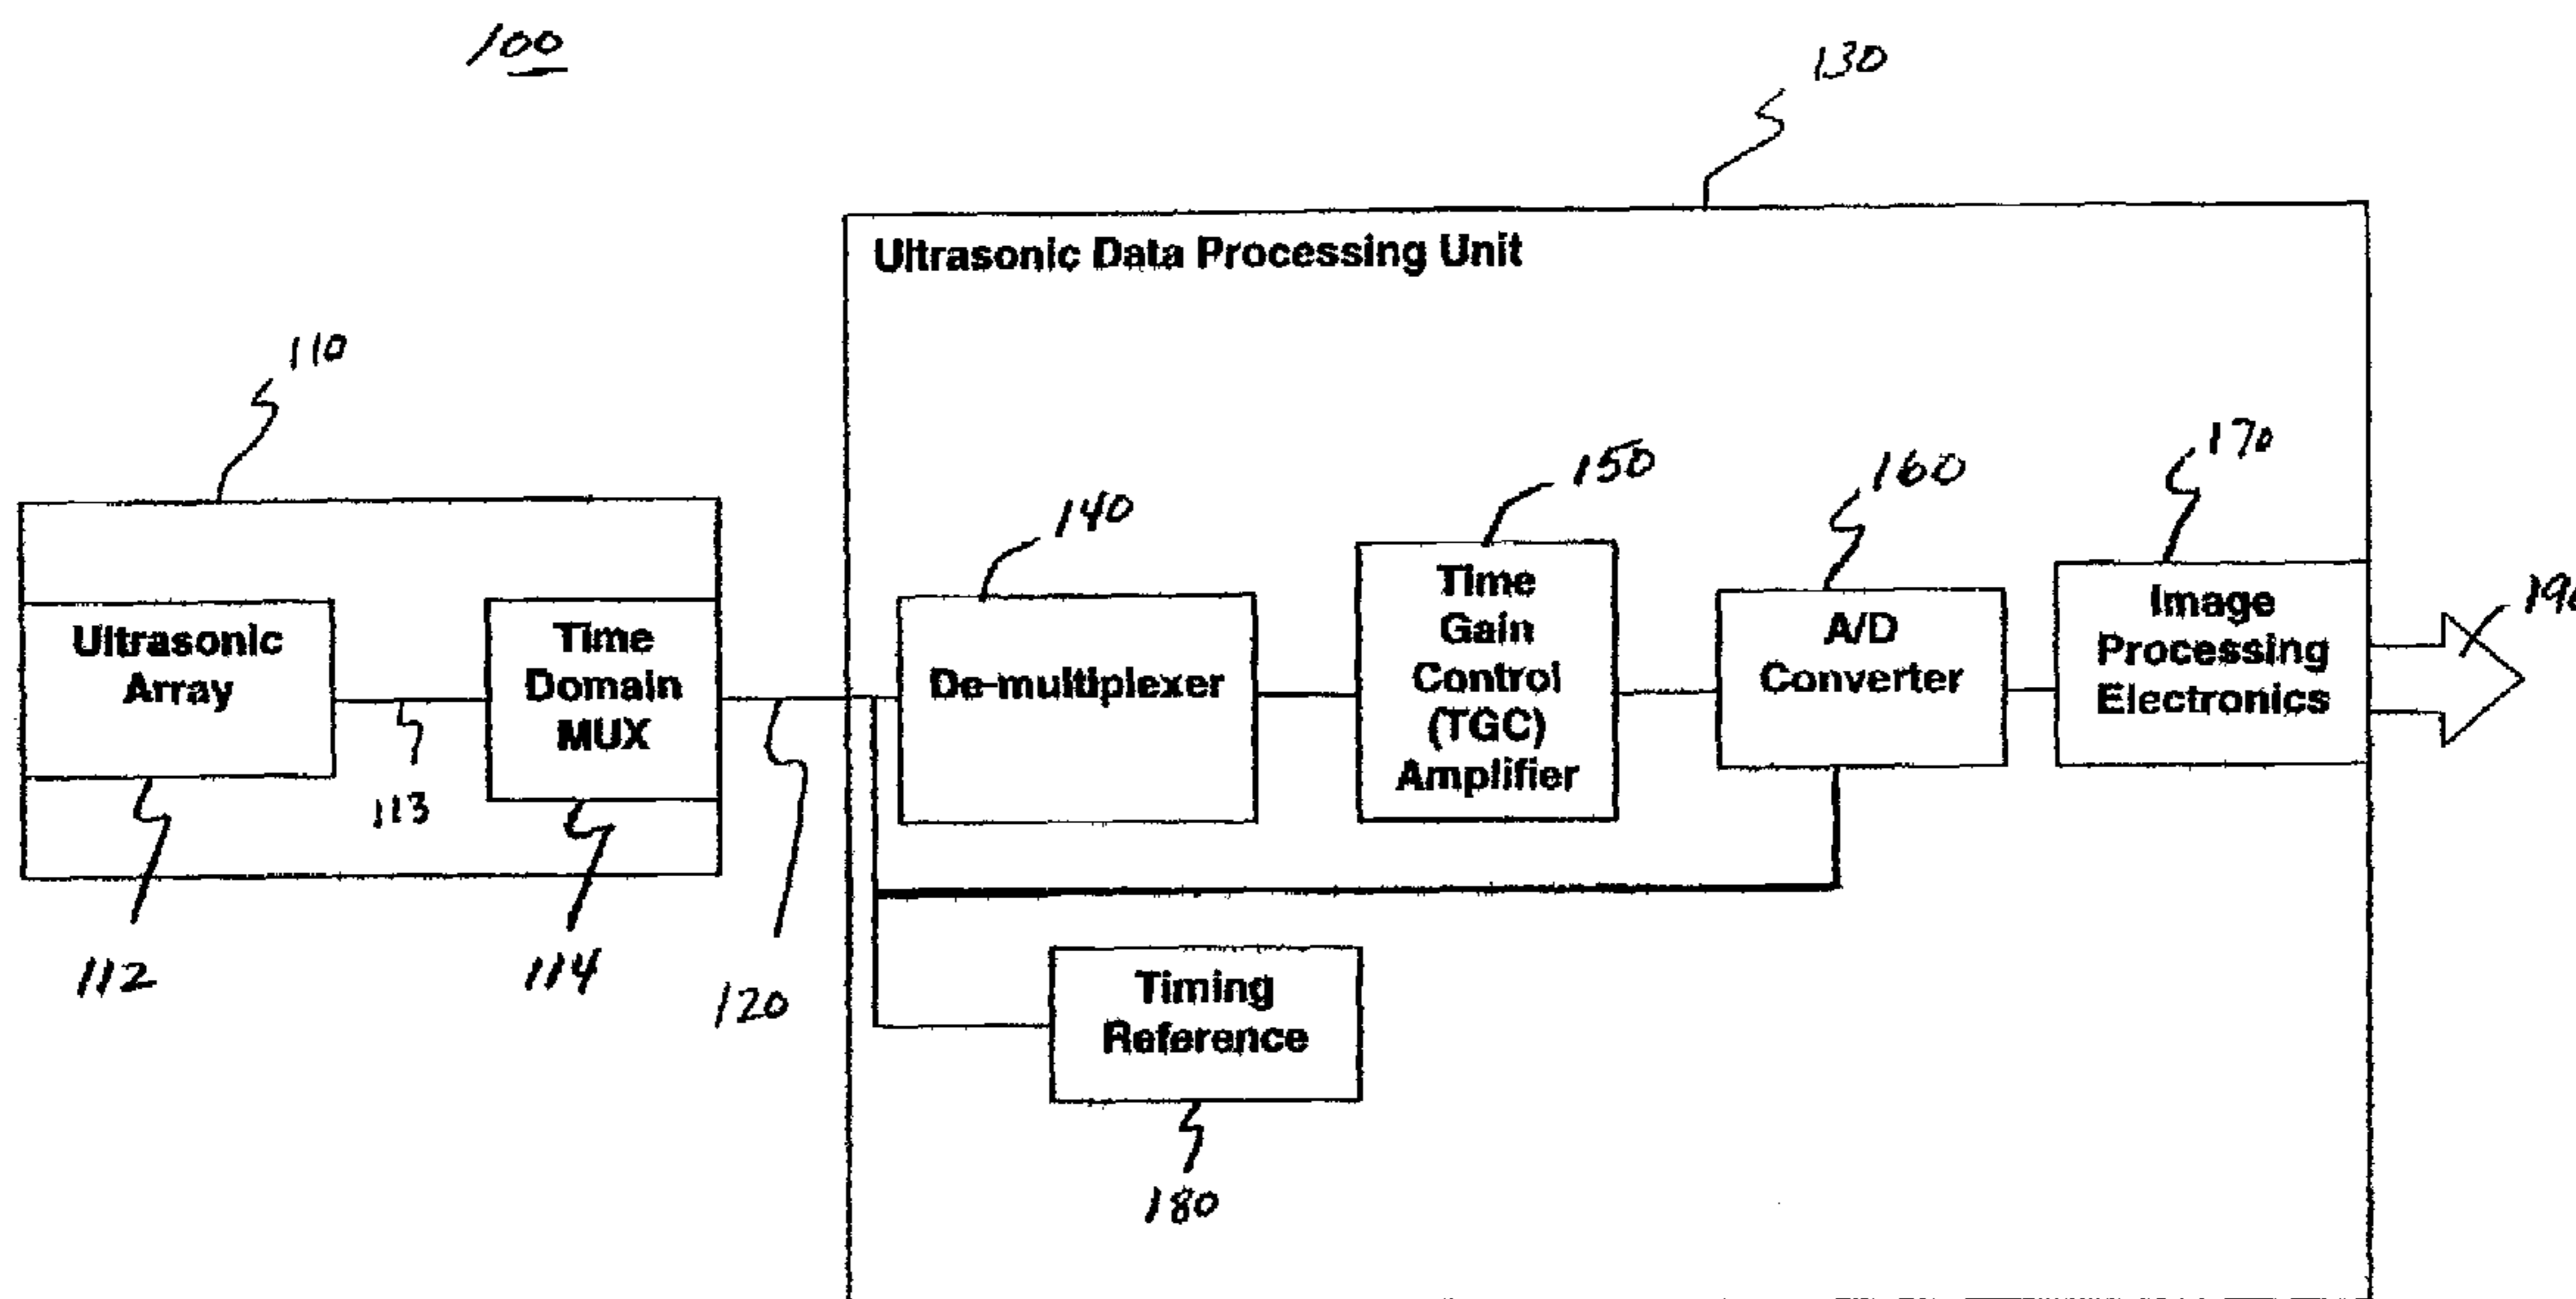 100
130
Ultrasonic Data Processing Unit
110
170
150
160
140
Ultrasonic
Array
Time
Domain
MUX
De-multiplexer
Time
Gain
Control
(TGC)
Amplifier
A/D
Converter
Image
Processing
Electronics
113
112
114
120
Timing
Reference
180